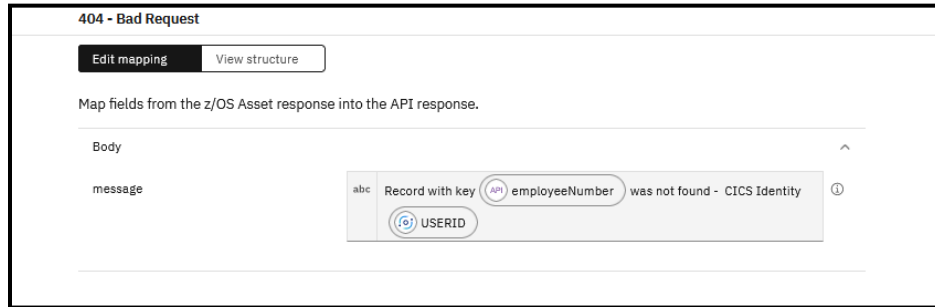 404 - Bad Request
Edit mapping View structure
Map fields from the z/OS Asset response into the API response.
Body
message abc Record with key API employeeNumber was not found - CICS Identity
USERID